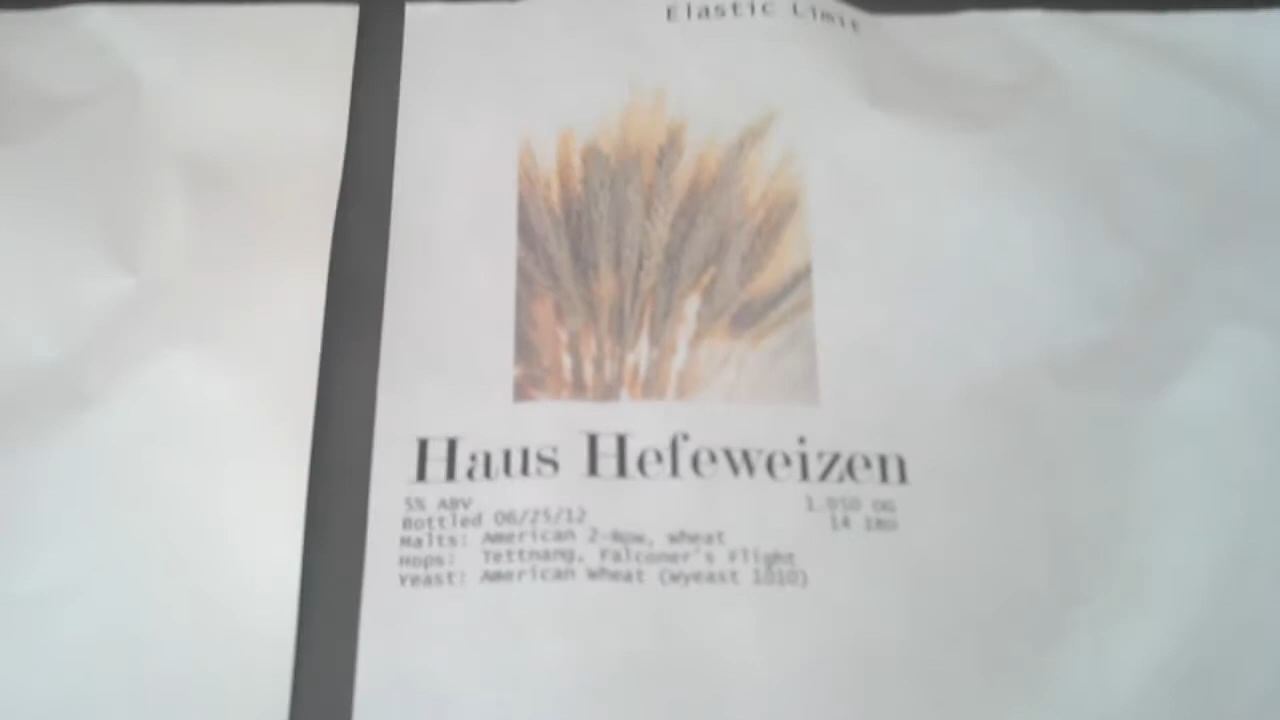 Elastic Limit
Haus Hefeweizen
5% ABV 1.050 OG
Bottled 06/25/12 14 IBU
Malts: American 2-Row, Wheat
Hops: Tettnang, Falconer's Flight
Yeast: American Wheat (Wyeast 1010)